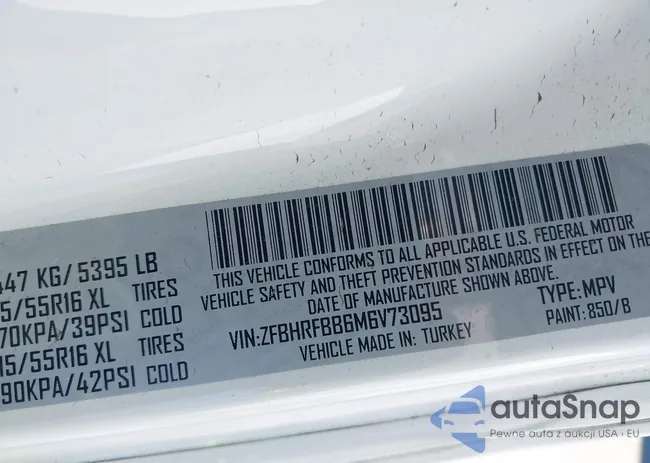 447 KG/ 5395 LB
5/55R16 XL TIRES
70KPA/39PSI COLD
15/55R16 XL TIRES
90KPA/42PSI COLD
THIS VEHICLE CONFORMS TO ALL APPLICABLE U.S. FEDERAL MOTOR
VEHICLE SAFETY AND THEFT PREVENTION STANDARDS IN EFFECT ON THE
DATE OF MANUFACTURE SHOWN ABOVE.
VIN:ZFBHRFBB6M6V73095 TYPE: MPV
VEHICLE MADE IN: TURKEY PAINT: 850/B
autaSnap
Pewne auta z aukcji USA i EU